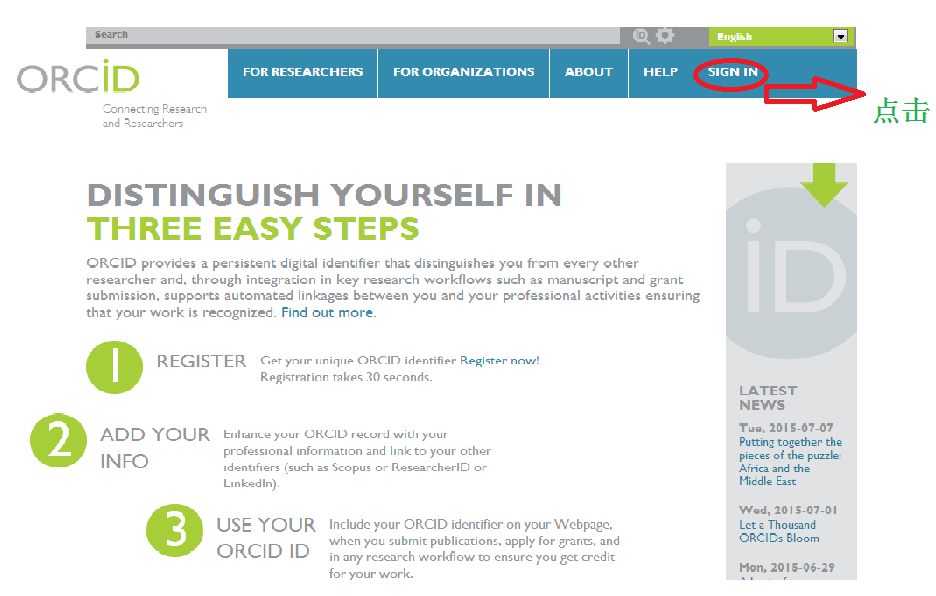 Search
English
ORCiD
FOR RESEARCHERS
FOR ORGANIZATIONS
ABOUT
HELP
SIGN IN
点击
Connecting Research
and Researchers
DISTINGUISH YOURSELF IN
THREE EASY STEPS
ORCID provides a persistent digital identifier that distinguishes you from every other
researcher and, through integration in key research workflows such as manuscript and grant
submission, supports automated linkages between you and your professional activities ensuring
that your work is recognized. Find out more.
1
REGISTER
Get your unique ORCID identifier Register now!
Registration takes 30 seconds.
2
ADD YOUR
INFO
Enhance your ORCID record with your
professional information and link to your other
identifiers (such as Scopus or ResearcherID or
LinkedIn).
3
USE YOUR
ORCID ID
Include your ORCID identifier on your Webpage,
when you submit publications, apply for grants, and
in any research workflow to ensure you get credit
for your work.
iD
LATEST
NEWS
Tue, 2015-07-07
Putting together the
pieces of the puzzle:
Africa and the
Middle East
Wed, 2015-07-01
Let a Thousand
ORCIDs Bloom
Mon, 2015-06-29